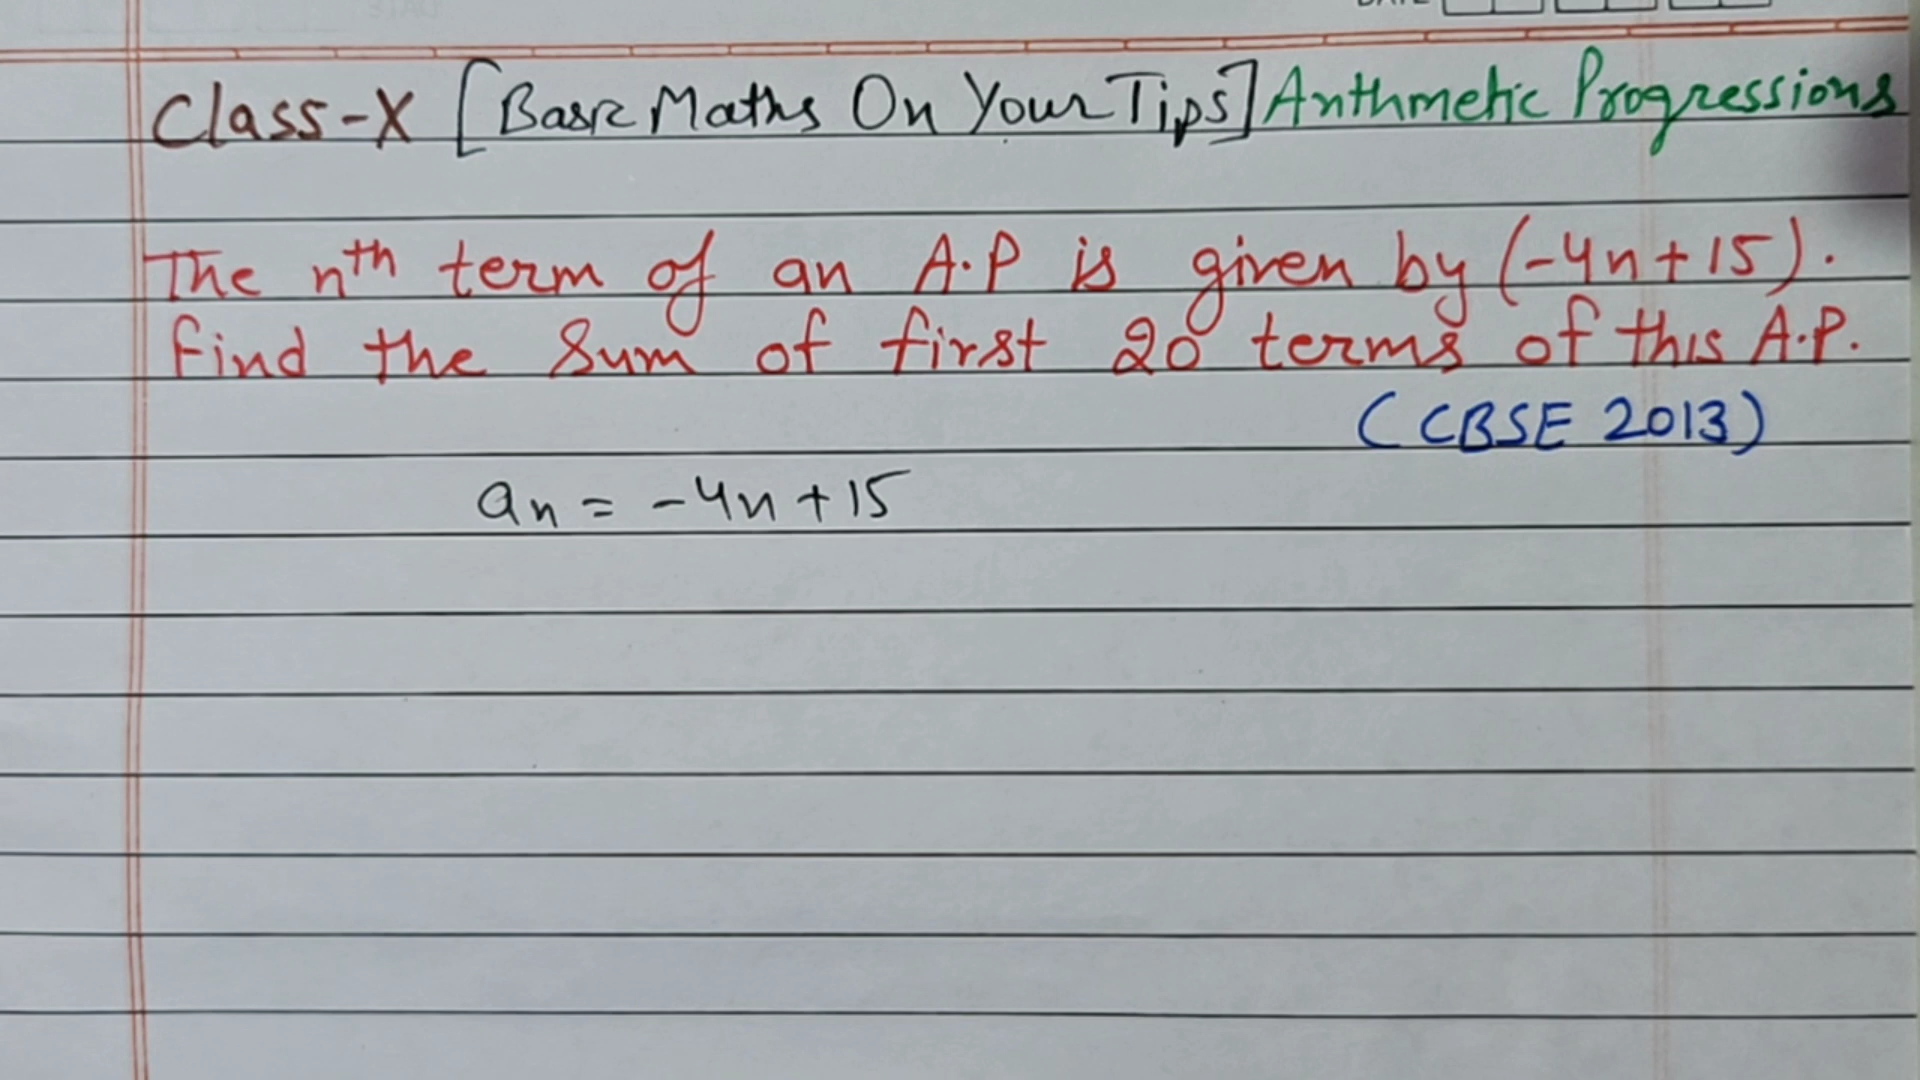 Class-X [Basic Maths On Your Tips] Arithmetic Progressions
The nth term of an A.P is given by (-4n+15).
Find the Sum of first 20 terms of this A.P.
(CBSE 2013)
an = -4n+15